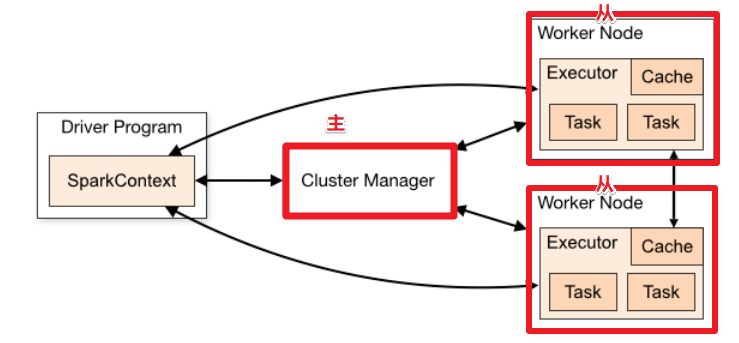 从
Worker Node
Executor
Cache
Task
Task
Driver Program
SparkContext
主
Cluster Manager
从
Worker Node
Executor
Cache
Task
Task